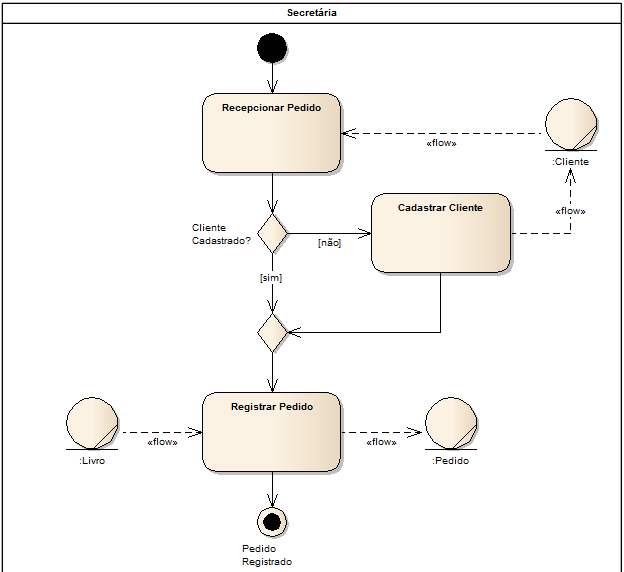 Secretária
Recepcionar Pedido
«flow»
:Cliente
Cadastrar Cliente
«flow»
Cliente
Cadastrado?
[não]
[sim]
Registrar Pedido
«flow»
«flow»
:Livro
:Pedido
Pedido
Registrado